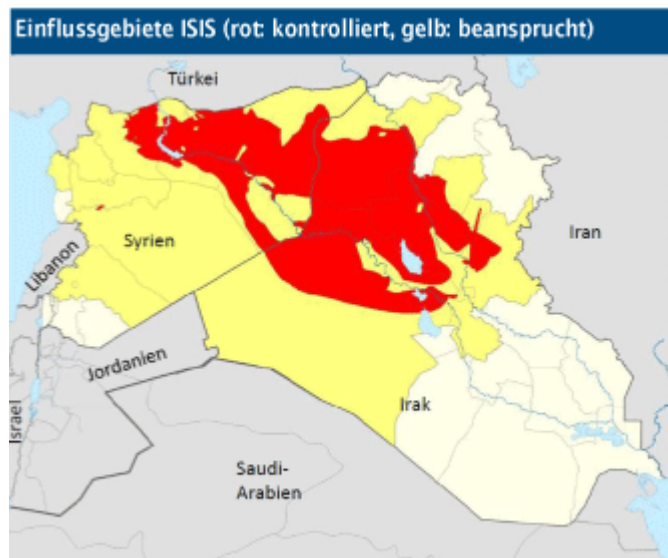 Einflussgebiete ISIS (rot: kontrolliert, gelb: beansprucht)
Türkei
Syrien
Iran
Libanon
Jordanien
Israel
Irak
Saudi-
Arabien